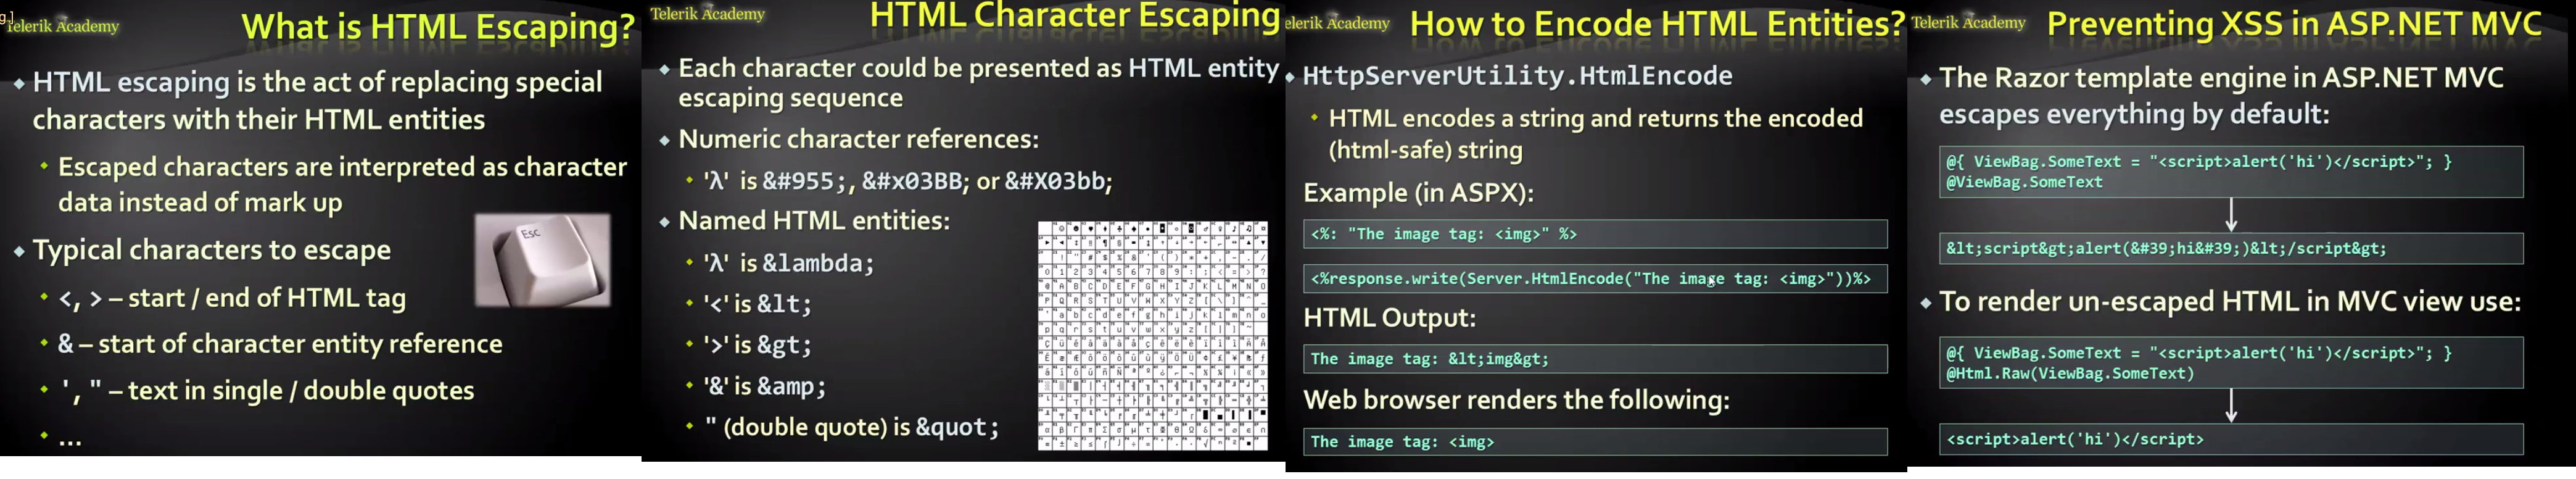 g.]
Telerik Academy
What is HTML Escaping?
HTML escaping is the act of replacing special
characters with their HTML entities
Escaped characters are interpreted as character
data instead of mark up
Typical characters to escape
<, > – start / end of HTML tag
& – start of character entity reference
', " – text in single / double quotes
...
Esc
Telerik Academy
HTML Character Escaping
Each character could be presented as HTML entity
escaping sequence
Numeric character references:
'λ' is &#955;, &#x03BB; or &#X03bb;
Named HTML entities:
'λ' is &lambda;
'<' is &lt;
'>' is &gt;
'&' is &amp;
" (double quote) is &quot;
elerik Academy
How to Encode HTML Entities?
HttpServerUtility.HtmlEncode
HTML encodes a string and returns the encoded
(html-safe) string
Example (in ASPX):
<%: "The image tag: <img>" %>
<%response.write(Server.HtmlEncode("The image tag: <img>"))%>
HTML Output:
The image tag: &lt;img&gt;
Web browser renders the following:
The image tag: <img>
Telerik Academy
Preventing XSS in ASP.NET MVC
The Razor template engine in ASP.NET MVC
escapes everything by default:
@{ ViewBag.SomeText = "<script>alert('hi')</script>"; }
@ViewBag.SomeText
&lt;script&gt;alert(&#39;hi&#39;)&lt;/script&gt;
To render un-escaped HTML in MVC view use:
@{ ViewBag.SomeText = "<script>alert('hi')</script>"; }
@Html.Raw(ViewBag.SomeText)
<script>alert('hi')</script>